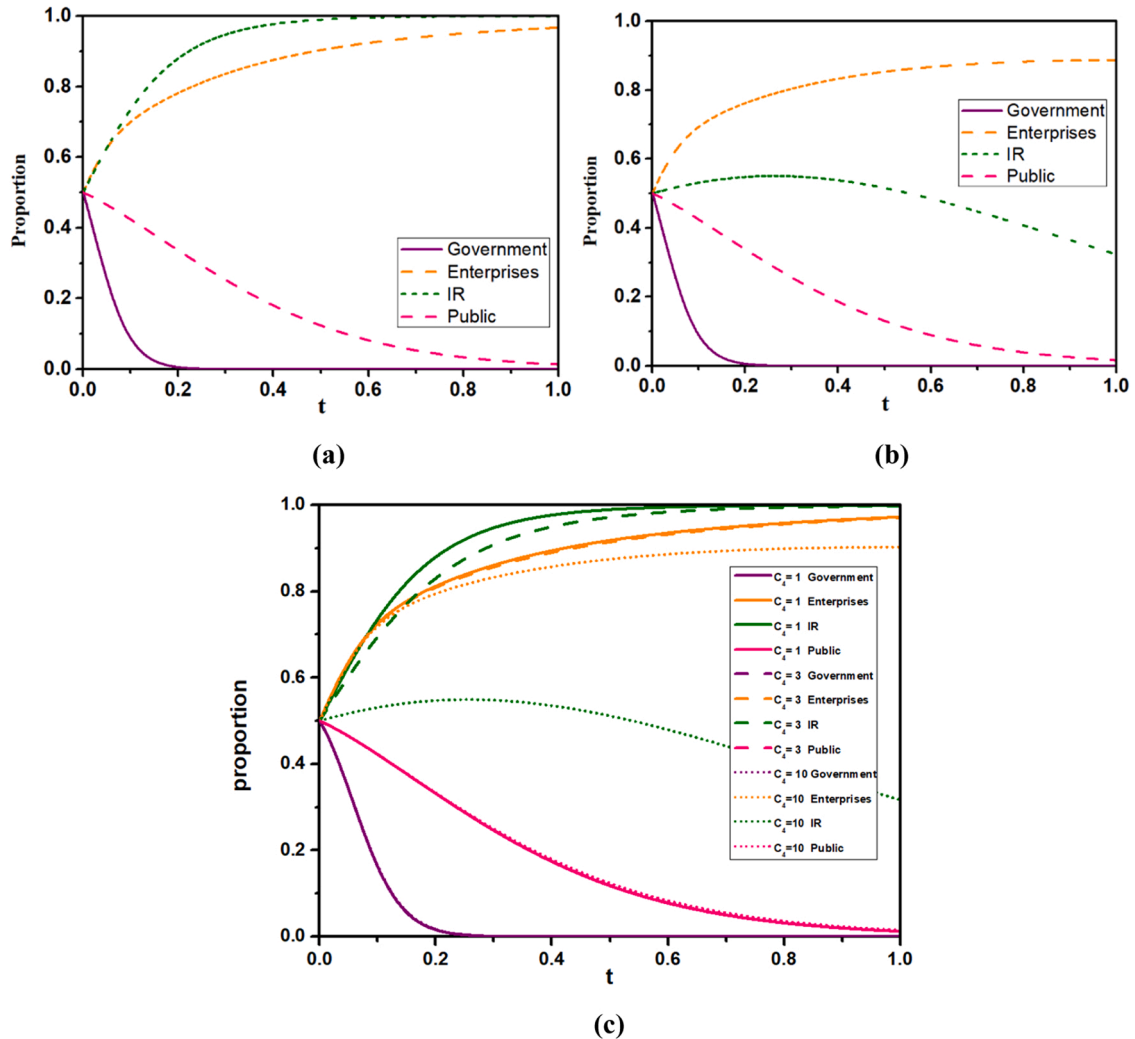 1.0
0.8
0.6
0.4
0.2
0.0
Proportion
Government
Enterprises
IR
Public
0.0 0.2 0.4 0.6 0.8 1.0
t
(a)
1.0
0.8
0.6
0.4
0.2
0.0
Proportion
Government
Enterprises
IR
Public
0.0 0.2 0.4 0.6 0.8 1.0
t
(b)
1.0
0.8
0.6
0.4
0.2
0.0
proportion
C4= 1 Government
C4= 1 Enterprises
C4= 1 IR
C4= 1 Public
C4= 3 Government
C4= 3 Enterprises
C4= 3 IR
C4= 3 Public
C4= 10 Government
C4=10 Enterprises
C4=10 IR
C4=10 Public
0.0 0.2 0.4 0.6 0.8 1.0
t
(c)